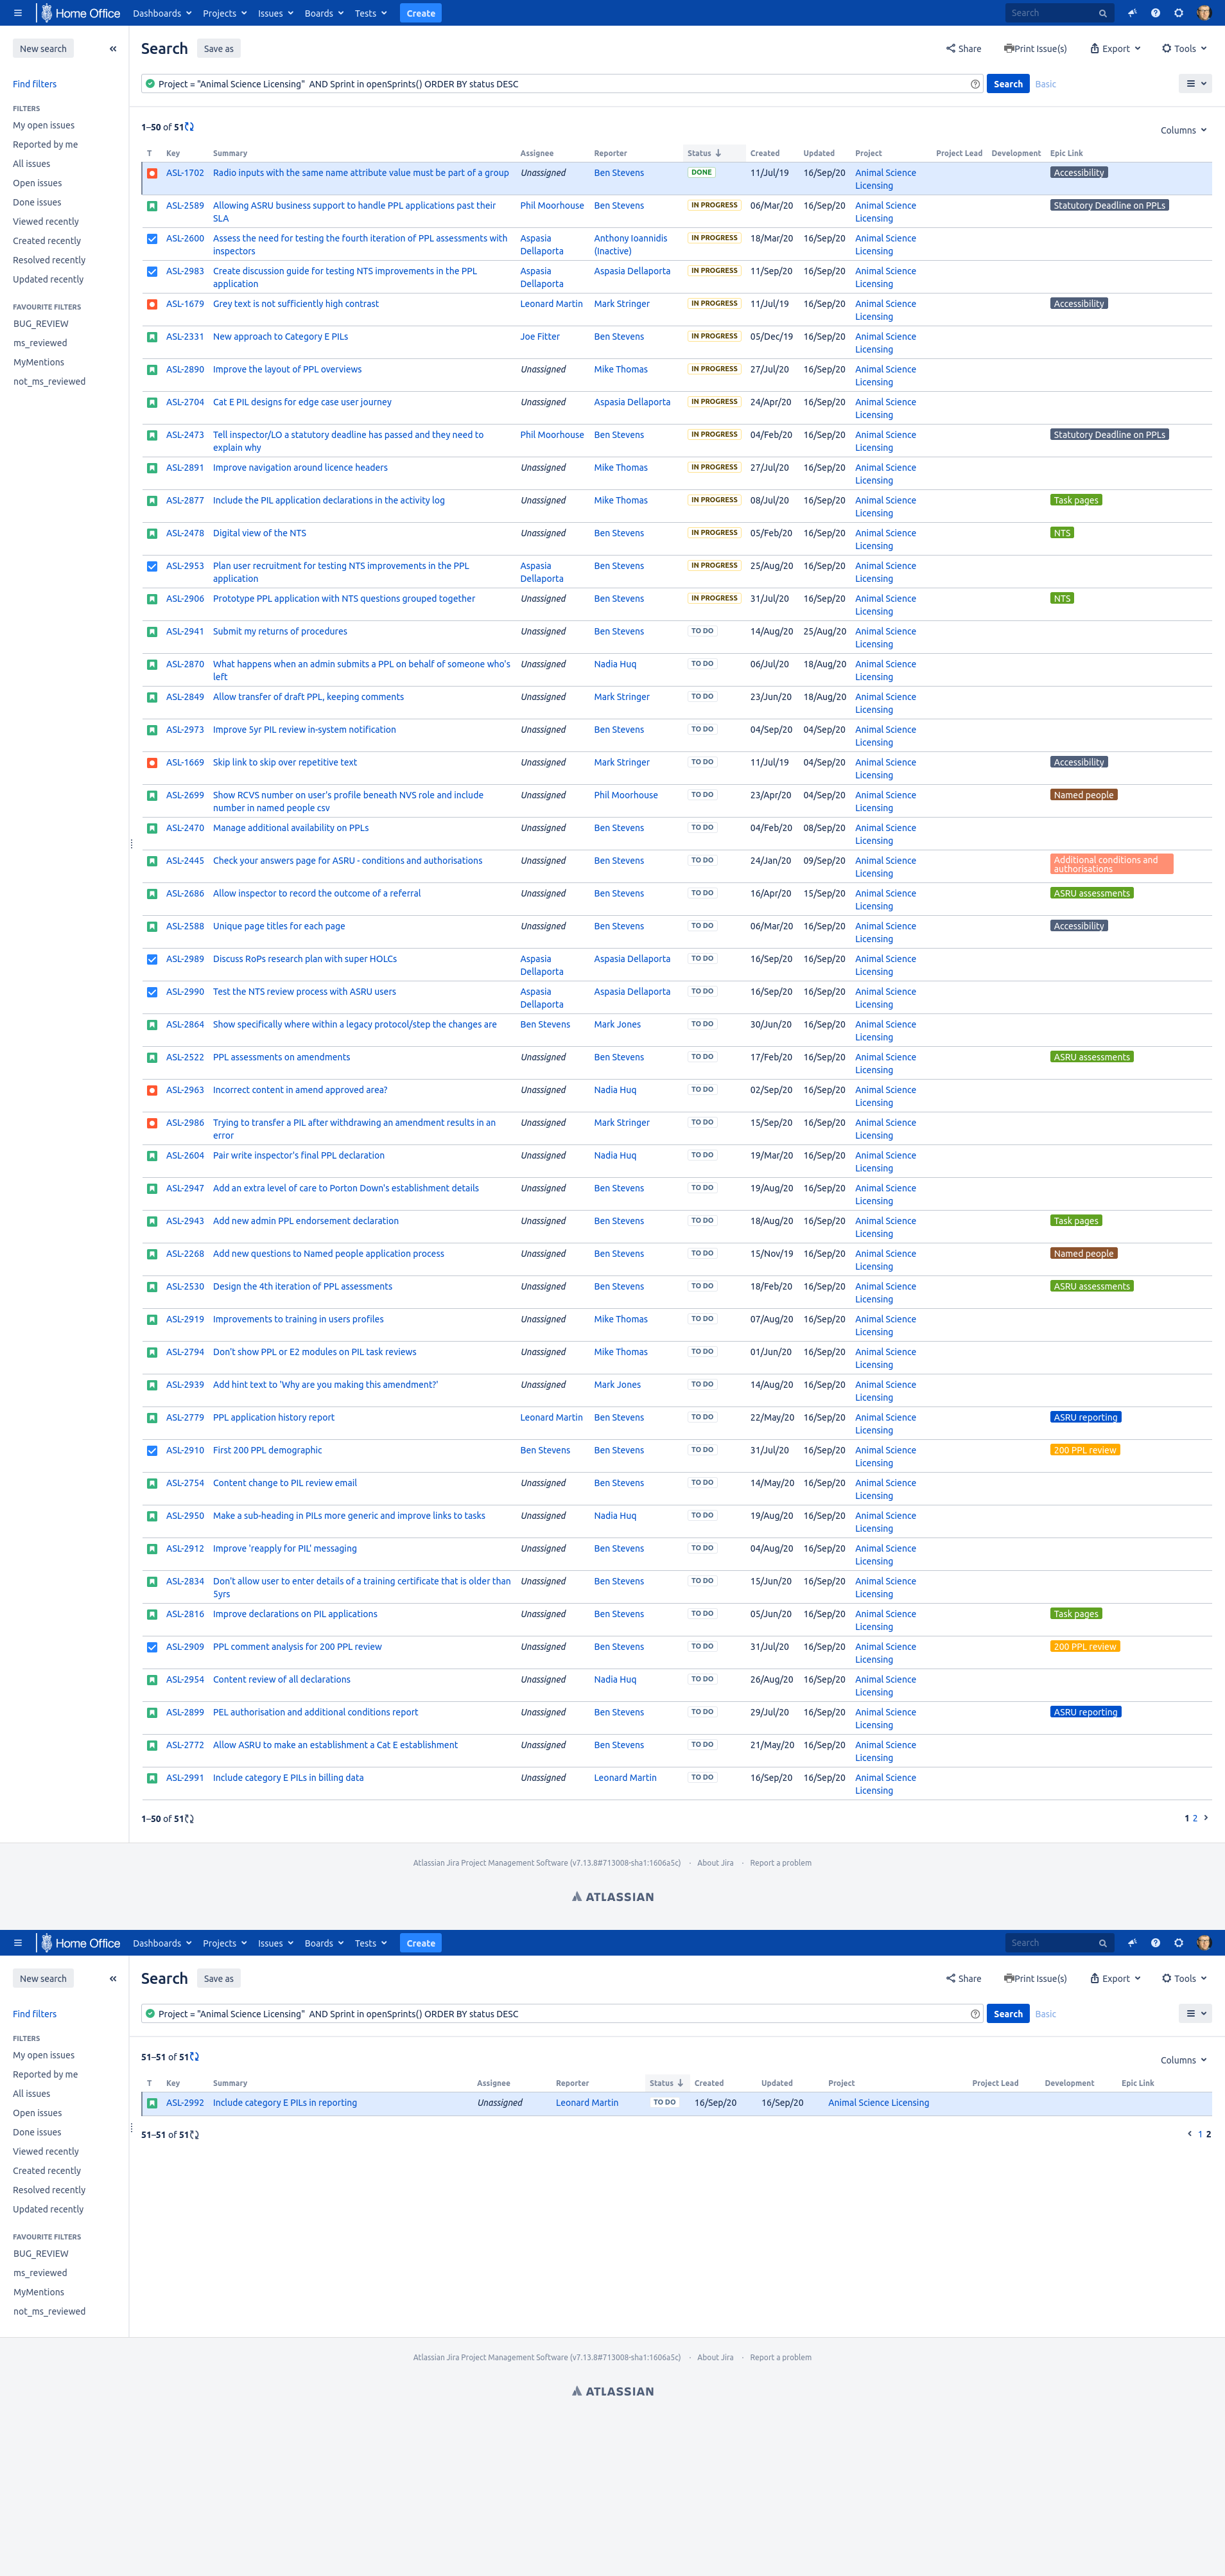 Home Office Dashboards Projects Issues Boards Tests Create Search
New search Search Save as Share Print Issue(s) Export Tools
Find filters Project = "Animal Science Licensing" AND Sprint in openSprints() ORDER BY status DESC Search Basic
FILTERS
My open issues
Reported by me
All issues
Open issues
Done issues
Viewed recently
Created recently
Resolved recently
Updated recently
FAVOURITE FILTERS
BUG_REVIEW
ms_reviewed
MyMentions
not_ms_reviewed
1–50 of 51 Columns
T Key Summary Assignee Reporter Status Created Updated Project Project Lead Development Epic Link
ASL-1702 Radio inputs with the same name attribute value must be part of a group Unassigned Ben Stevens DONE 11/Jul/19 16/Sep/20 Animal Science Accessibility
Licensing
ASL-2589 Allowing ASRU business support to handle PPL applications past their Phil Moorhouse Ben Stevens IN PROGRESS 06/Mar/20 16/Sep/20 Animal Science Statutory Deadline on PPLs
SLA Licensing
ASL-2600 Assess the need for testing the fourth iteration of PPL assessments with Aspasia Anthony Ioannidis IN PROGRESS 18/Mar/20 16/Sep/20 Animal Science
inspectors Dellaporta (Inactive) Licensing
ASL-2983 Create discussion guide for testing NTS improvements in the PPL Aspasia Aspasia Dellaporta IN PROGRESS 11/Sep/20 16/Sep/20 Animal Science
application Dellaporta Licensing
ASL-1679 Grey text is not sufficiently high contrast Leonard Martin Mark Stringer IN PROGRESS 11/Jul/19 16/Sep/20 Animal Science Accessibility
Licensing
ASL-2331 New approach to Category E PILs Joe Fitter Ben Stevens IN PROGRESS 05/Dec/19 16/Sep/20 Animal Science
Licensing
ASL-2890 Improve the layout of PPL overviews Unassigned Mike Thomas IN PROGRESS 27/Jul/20 16/Sep/20 Animal Science
Licensing
ASL-2704 Cat E PIL designs for edge case user journey Unassigned Aspasia Dellaporta IN PROGRESS 24/Apr/20 16/Sep/20 Animal Science
Licensing
ASL-2473 Tell inspector/LO a statutory deadline has passed and they need to Phil Moorhouse Ben Stevens IN PROGRESS 04/Feb/20 16/Sep/20 Animal Science Statutory Deadline on PPLs
explain why Licensing
ASL-2891 Improve navigation around licence headers Unassigned Mike Thomas IN PROGRESS 27/Jul/20 16/Sep/20 Animal Science
Licensing
ASL-2877 Include the PIL application declarations in the activity log Unassigned Mike Thomas IN PROGRESS 08/Jul/20 16/Sep/20 Animal Science Task pages
Licensing
ASL-2478 Digital view of the NTS Unassigned Ben Stevens IN PROGRESS 05/Feb/20 16/Sep/20 Animal Science NTS
Licensing
ASL-2953 Plan user recruitment for testing NTS improvements in the PPL Aspasia Ben Stevens IN PROGRESS 25/Aug/20 16/Sep/20 Animal Science
application Dellaporta Licensing
ASL-2906 Prototype PPL application with NTS questions grouped together Unassigned Ben Stevens IN PROGRESS 31/Jul/20 16/Sep/20 Animal Science NTS
Licensing
ASL-2941 Submit my returns of procedures Unassigned Ben Stevens TO DO 14/Aug/20 25/Aug/20 Animal Science
Licensing
ASL-2870 What happens when an admin submits a PPL on behalf of someone who's Unassigned Nadia Huq TO DO 06/Jul/20 18/Aug/20 Animal Science
left Licensing
ASL-2849 Allow transfer of draft PPL, keeping comments Unassigned Mark Stringer TO DO 23/Jun/20 18/Aug/20 Animal Science
Licensing
ASL-2973 Improve 5yr PIL review in-system notification Unassigned Ben Stevens TO DO 04/Sep/20 04/Sep/20 Animal Science
Licensing
ASL-1669 Skip link to skip over repetitive text Unassigned Mark Stringer TO DO 11/Jul/19 04/Sep/20 Animal Science Accessibility
Licensing
ASL-2699 Show RCVS number on user's profile beneath NVS role and include Unassigned Phil Moorhouse TO DO 23/Apr/20 04/Sep/20 Animal Science Named people
number in named people csv Licensing
ASL-2470 Manage additional availability on PPLs Unassigned Ben Stevens TO DO 04/Feb/20 08/Sep/20 Animal Science
Licensing
ASL-2445 Check your answers page for ASRU - conditions and authorisations Unassigned Ben Stevens TO DO 24/Jan/20 09/Sep/20 Animal Science Additional conditions and
Licensing authorisations
ASL-2686 Allow inspector to record the outcome of a referral Unassigned Ben Stevens TO DO 16/Apr/20 15/Sep/20 Animal Science ASRU assessments
Licensing
ASL-2588 Unique page titles for each page Unassigned Ben Stevens TO DO 06/Mar/20 16/Sep/20 Animal Science Accessibility
Licensing
ASL-2989 Discuss RoPs research plan with super HOLCs Aspasia Aspasia Dellaporta TO DO 16/Sep/20 16/Sep/20 Animal Science
Dellaporta Licensing
ASL-2990 Test the NTS review process with ASRU users Aspasia Aspasia Dellaporta TO DO 16/Sep/20 16/Sep/20 Animal Science
Dellaporta Licensing
ASL-2864 Show specifically where within a legacy protocol/step the changes are Ben Stevens Mark Jones TO DO 30/Jun/20 16/Sep/20 Animal Science
Licensing
ASL-2522 PPL assessments on amendments Unassigned Ben Stevens TO DO 17/Feb/20 16/Sep/20 Animal Science ASRU assessments
Licensing
ASL-2963 Incorrect content in amend approved area? Unassigned Nadia Huq TO DO 02/Sep/20 16/Sep/20 Animal Science
Licensing
ASL-2986 Trying to transfer a PIL after withdrawing an amendment results in an Unassigned Mark Stringer TO DO 15/Sep/20 16/Sep/20 Animal Science
error Licensing
ASL-2604 Pair write inspector's final PPL declaration Unassigned Nadia Huq TO DO 19/Mar/20 16/Sep/20 Animal Science
Licensing
ASL-2947 Add an extra level of care to Porton Down's establishment details Unassigned Ben Stevens TO DO 19/Aug/20 16/Sep/20 Animal Science
Licensing
ASL-2943 Add new admin PPL endorsement declaration Unassigned Ben Stevens TO DO 18/Aug/20 16/Sep/20 Animal Science Task pages
Licensing
ASL-2268 Add new questions to Named people application process Unassigned Ben Stevens TO DO 15/Nov/19 16/Sep/20 Animal Science Named people
Licensing
ASL-2530 Design the 4th iteration of PPL assessments Unassigned Ben Stevens TO DO 18/Feb/20 16/Sep/20 Animal Science ASRU assessments
Licensing
ASL-2919 Improvements to training in users profiles Unassigned Mike Thomas TO DO 07/Aug/20 16/Sep/20 Animal Science
Licensing
ASL-2794 Don't show PPL or E2 modules on PIL task reviews Unassigned Mike Thomas TO DO 01/Jun/20 16/Sep/20 Animal Science
Licensing
ASL-2939 Add hint text to 'Why are you making this amendment?' Unassigned Mark Jones TO DO 14/Aug/20 16/Sep/20 Animal Science
Licensing
ASL-2779 PPL application history report Leonard Martin Ben Stevens TO DO 22/May/20 16/Sep/20 Animal Science ASRU reporting
Licensing
ASL-2910 First 200 PPL demographic Ben Stevens Ben Stevens TO DO 31/Jul/20 16/Sep/20 Animal Science 200 PPL review
Licensing
ASL-2754 Content change to PIL review email Unassigned Ben Stevens TO DO 14/May/20 16/Sep/20 Animal Science
Licensing
ASL-2950 Make a sub-heading in PILs more generic and improve links to tasks Unassigned Nadia Huq TO DO 19/Aug/20 16/Sep/20 Animal Science
Licensing
ASL-2912 Improve 'reapply for PIL' messaging Unassigned Ben Stevens TO DO 04/Aug/20 16/Sep/20 Animal Science
Licensing
ASL-2834 Don't allow user to enter details of a training certificate that is older than Unassigned Ben Stevens TO DO 15/Jun/20 16/Sep/20 Animal Science
5yrs Licensing
ASL-2816 Improve declarations on PIL applications Unassigned Ben Stevens TO DO 05/Jun/20 16/Sep/20 Animal Science Task pages
Licensing
ASL-2909 PPL comment analysis for 200 PPL review Unassigned Ben Stevens TO DO 31/Jul/20 16/Sep/20 Animal Science 200 PPL review
Licensing
ASL-2954 Content review of all declarations Unassigned Nadia Huq TO DO 26/Aug/20 16/Sep/20 Animal Science
Licensing
ASL-2899 PEL authorisation and additional conditions report Unassigned Ben Stevens TO DO 29/Jul/20 16/Sep/20 Animal Science ASRU reporting
Licensing
ASL-2772 Allow ASRU to make an establishment a Cat E establishment Unassigned Ben Stevens TO DO 21/May/20 16/Sep/20 Animal Science
Licensing
ASL-2991 Include category E PILs in billing data Unassigned Leonard Martin TO DO 16/Sep/20 16/Sep/20 Animal Science
Licensing
1–50 of 51 1 2
Atlassian Jira Project Management Software (v7.13.8#713008-sha1:1606a5c) · About Jira · Report a problem
ATLASSIAN
Home Office Dashboards Projects Issues Boards Tests Create Search
New search Search Save as Share Print Issue(s) Export Tools
Find filters Project = "Animal Science Licensing" AND Sprint in openSprints() ORDER BY status DESC Search Basic
FILTERS
My open issues
Reported by me
All issues
Open issues
Done issues
Viewed recently
Created recently
Resolved recently
Updated recently
FAVOURITE FILTERS
BUG_REVIEW
ms_reviewed
MyMentions
not_ms_reviewed
51–51 of 51 Columns
T Key Summary Assignee Reporter Status Created Updated Project Project Lead Development Epic Link
ASL-2992 Include category E PILs in reporting Unassigned Leonard Martin TO DO 16/Sep/20 16/Sep/20 Animal Science Licensing
51–51 of 51 1 2
Atlassian Jira Project Management Software (v7.13.8#713008-sha1:1606a5c) · About Jira · Report a problem
ATLASSIAN